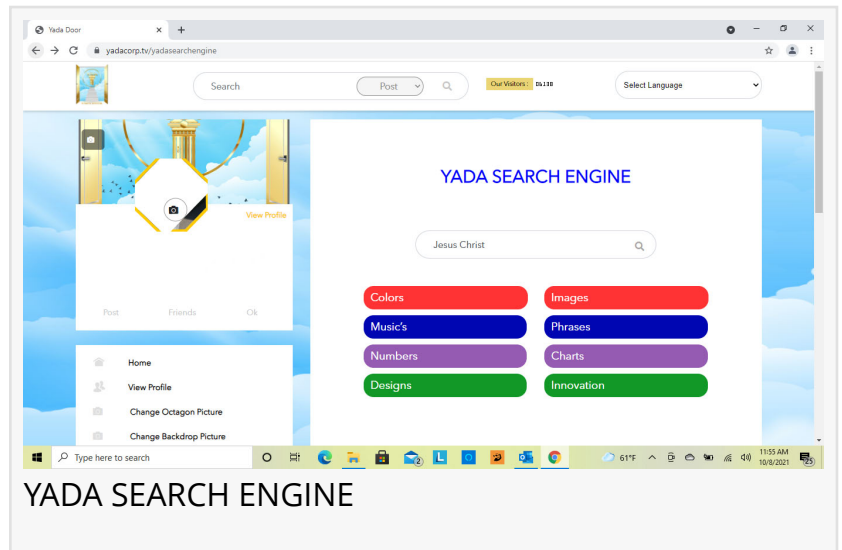 Yada Door
yadacorp.tv/yadasearchengine
Search
Post
Our Visitors :
Select Language
View Profile
Post Friends Ok
Home
View Profile
Change Octagon Picture
Change Backdrop Picture
YADA SEARCH ENGINE
Jesus Christ
Colors Images
Music's Phrases
Numbers Charts
Designs Innovation
Type here to search
61°F
11:55 AM
10/8/2021
YADA SEARCH ENGINE